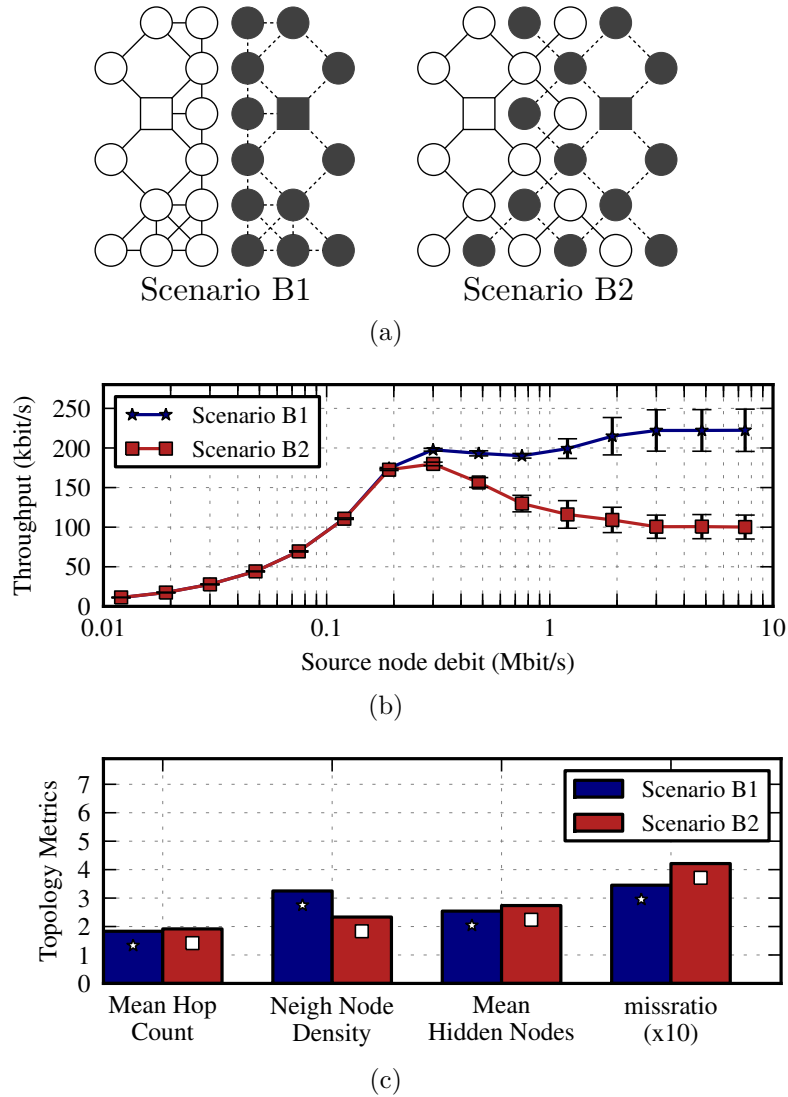 Scenario B1
Scenario B2
(a)
Throughput (kbit/s)
250
200
150
100
50
0
Scenario B1
Scenario B2
0.01
0.1
1
10
Source node debit (Mbit/s)
(b)
Topology Metrics
7
6
5
4
3
2
1
0
Scenario B1
Scenario B2
Mean Hop
Count
Neigh Node
Density
Mean
Hidden Nodes
missratio
(x10)
(c)